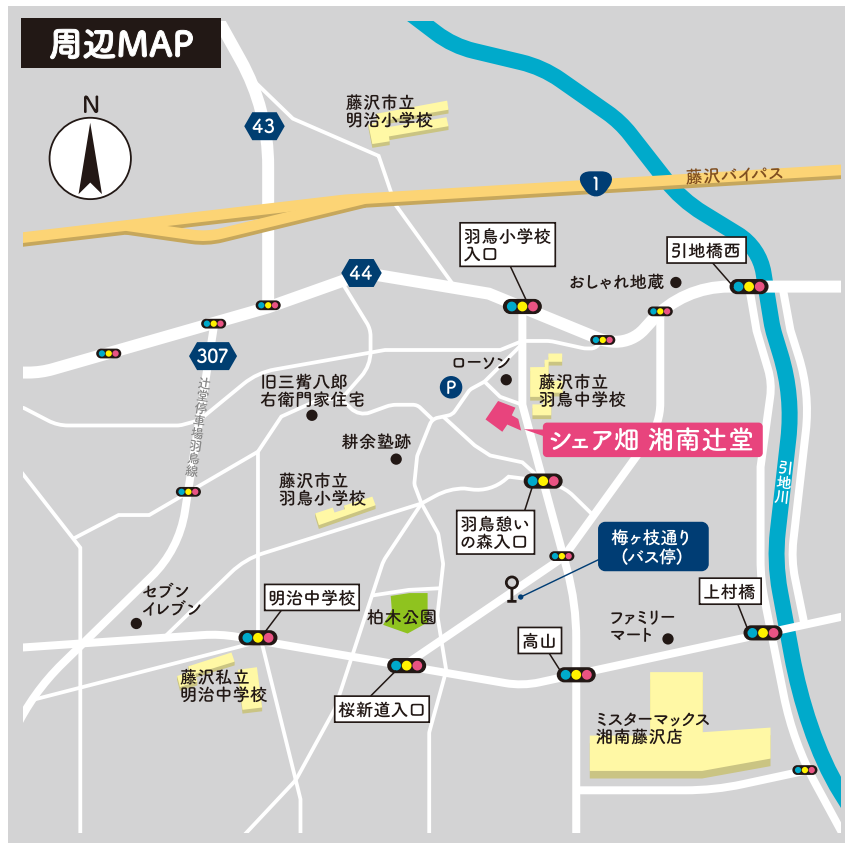 周辺MAP
N
藤沢市立
明治小学校
43
1
藤沢バイパス
羽鳥小学校
入口
引地橋西
44
おしゃれ地蔵
307
ローソン
P
旧三觜八郎
右衛門家住宅
藤沢市立
羽鳥中学校
辻堂停車場羽鳥線
シェア畑 湘南辻堂
耕余塾跡
引地川
藤沢市立
羽鳥小学校
羽鳥憩い
の森入口
梅ヶ枝通り
(バス停)
セブン
イレブン
明治中学校
柏木公園
上村橋
ファミリー
マート
高山
藤沢私立
明治中学校
桜新道入口
ミスターマックス
湘南藤沢店